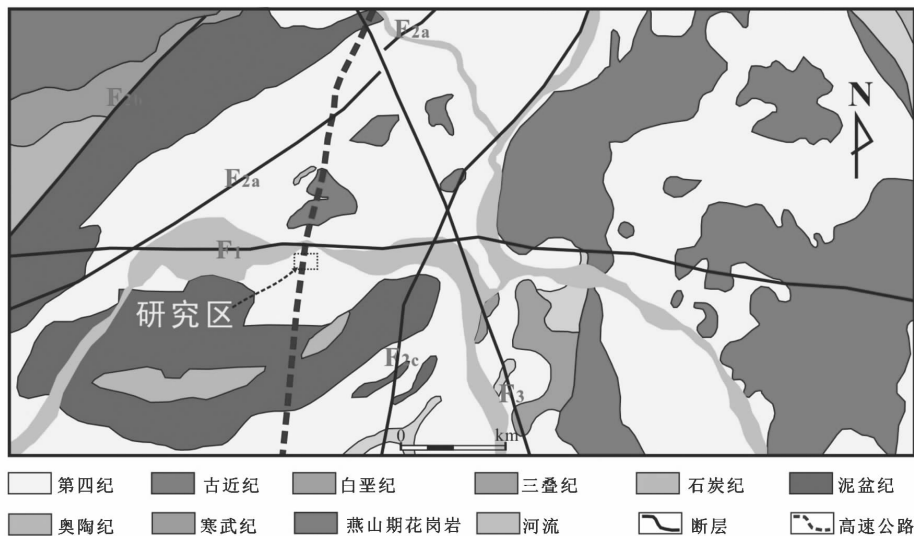 F2a
F2b
N
F2a
F1
研究区
F2c
F3
0 km
第四纪 古近纪 白垩纪 三叠纪 石炭纪 泥盆纪
奥陶纪 寒武纪 燕山期花岗岩 河流 断层 高速公路